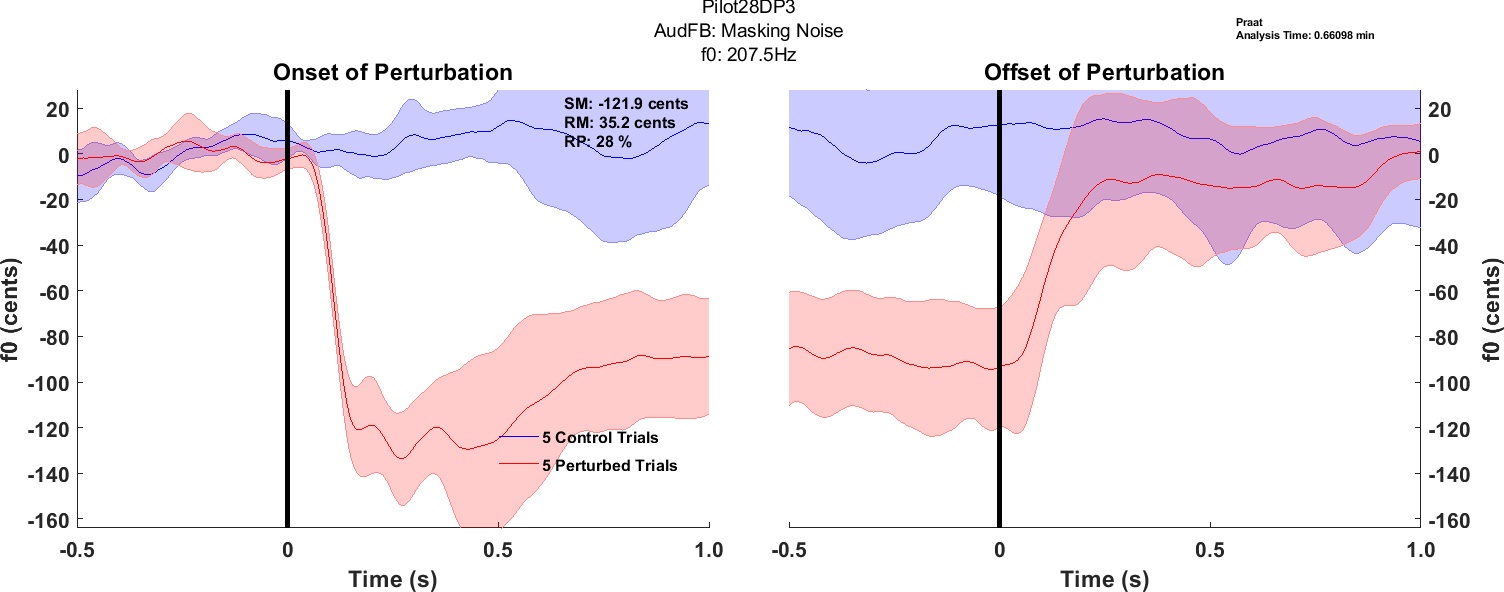 Pilot28DP3
AudFB: Masking Noise
f0: 207.5Hz
Praat
Analysis Time: 0.66098 min
Onset of Perturbation
Offset of Perturbation
SM: -121.9 cents
RM: 35.2 cents
RP: 28 %
20
0
-20
-40
-60
-80
-100
-120
-140
-160
f0 (cents)
5 Control Trials
5 Perturbed Trials
-0.5
0
0.5
1.0
Time (s)
-0.5
0
0.5
1.0
Time (s)
20
0
-20
-40
-60
-80
-100
-120
-140
-160
f0 (cents)